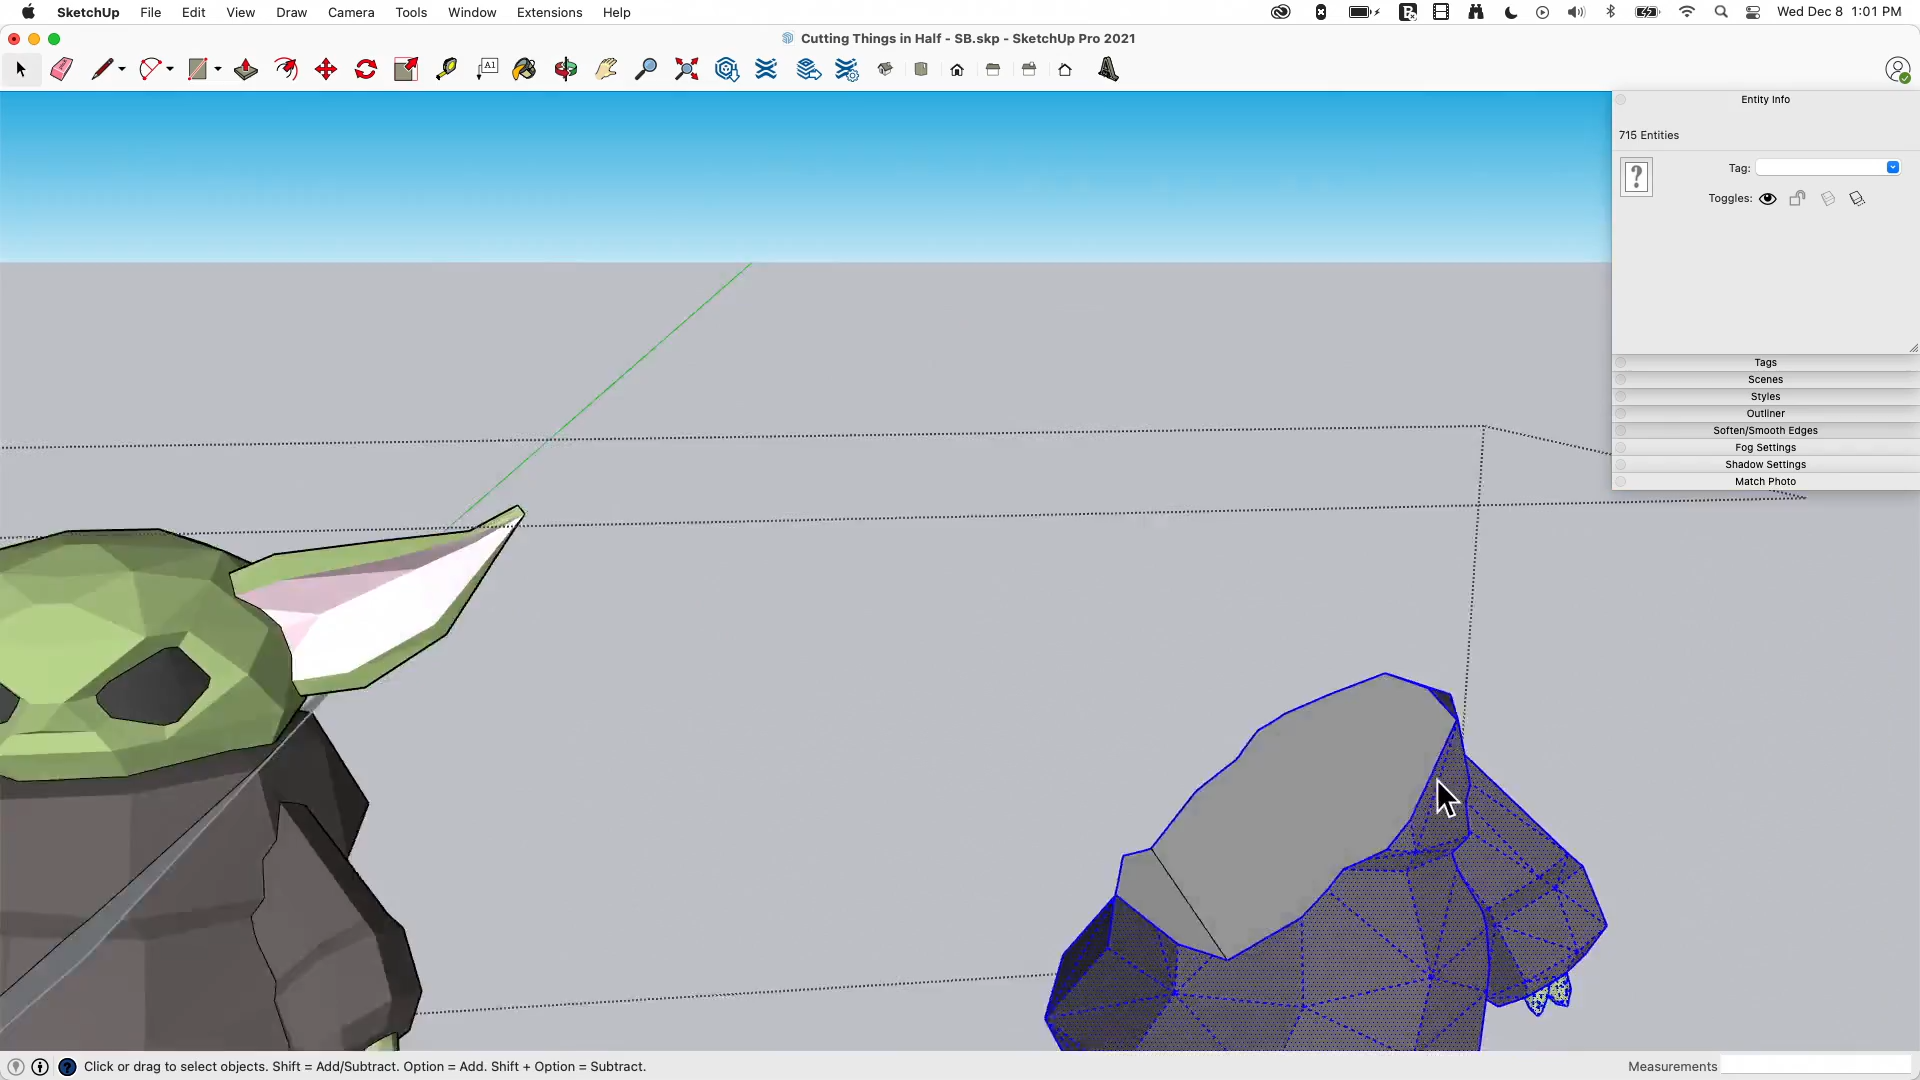 SketchUp File Edit View Draw Camera Tools Window Extensions Help Wed Dec 8 1:01 PM
Cutting Things in Half - SB.skp - SketchUp Pro 2021
A1
Entity Info
715 Entities
?
Tag:
Toggles:
Tags
Scenes
Styles
Outliner
Soften/Smooth Edges
Fog Settings
Shadow Settings
Match Photo
? Click or drag to select objects. Shift = Add/Subtract. Option = Add. Shift + Option = Subtract. Measurements